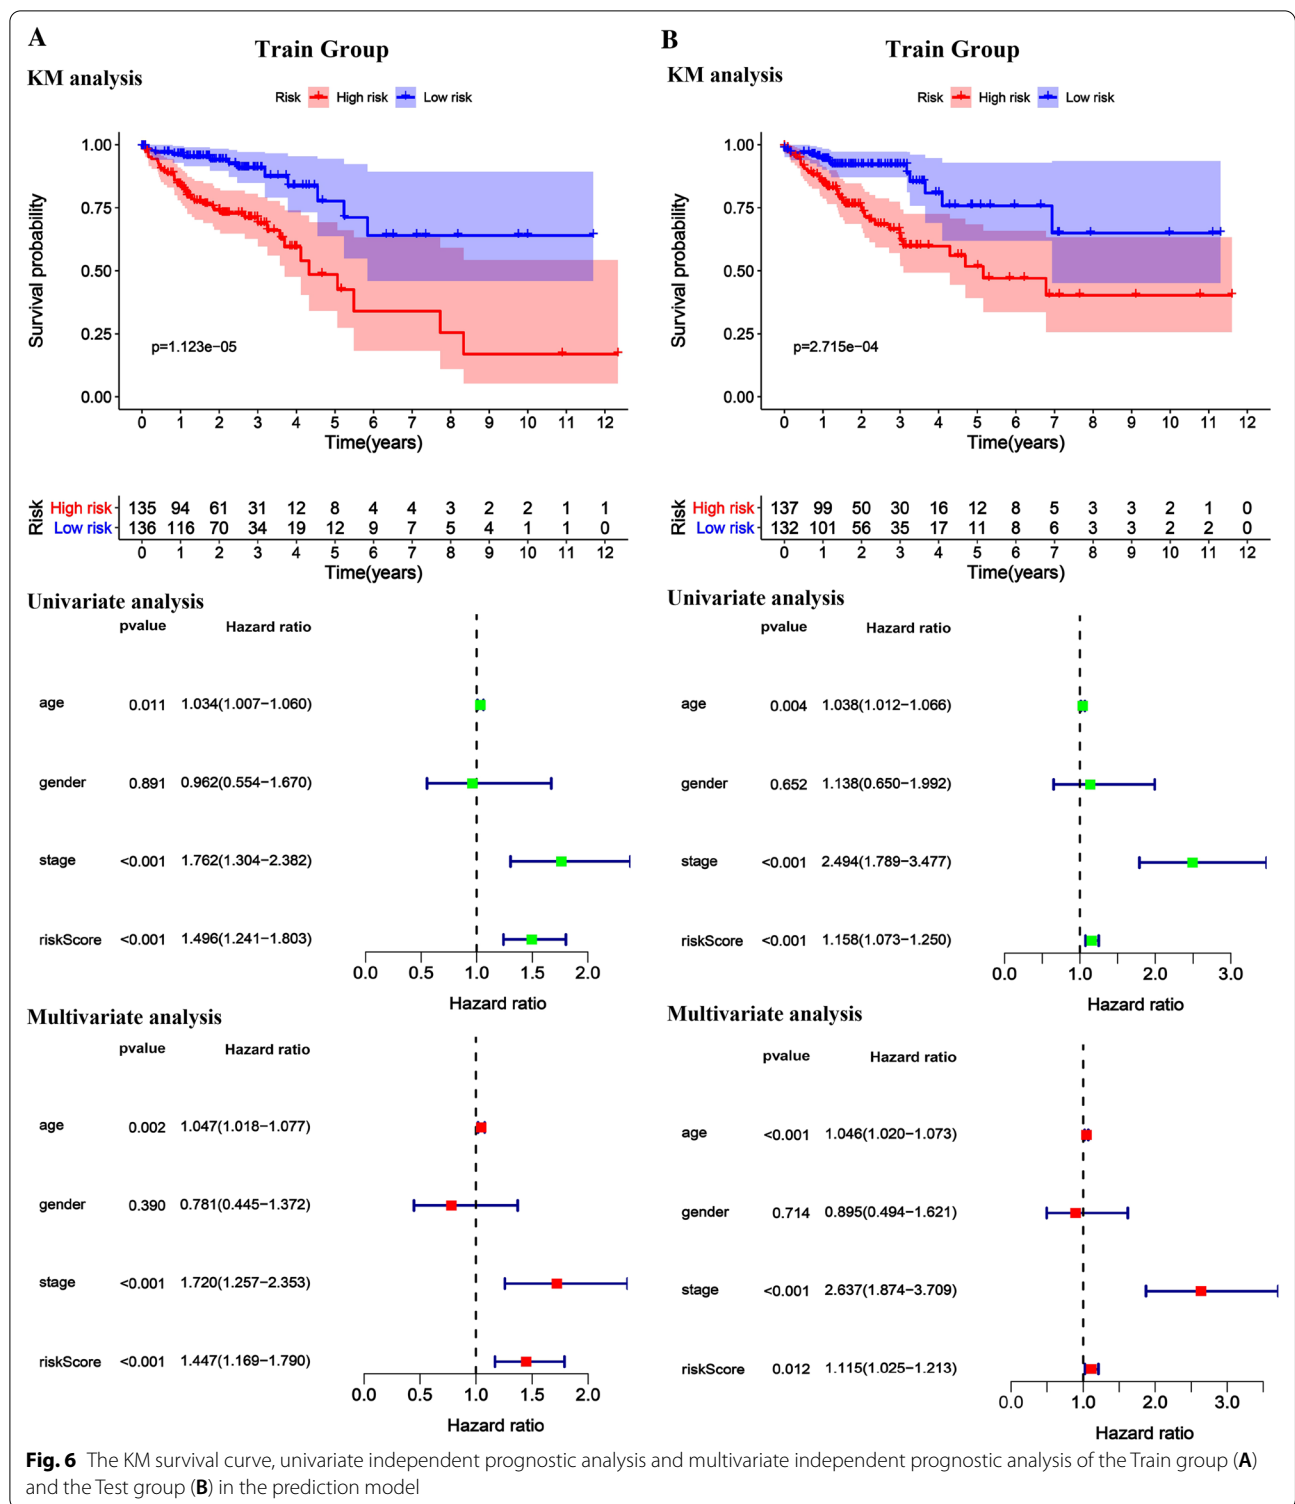 A
Train Group
KM analysis
Risk High risk Low risk
1.00
0.75
0.50
0.25
0.00
Survival probability
p=1.123e−05
0 1 2 3 4 5 6 7 8 9 10 11 12
Time(years)
Risk
High risk 135 94 61 31 12 8 4 4 3 2 2 1 1
Low risk 136 116 70 34 19 12 9 7 5 4 1 1 0
0 1 2 3 4 5 6 7 8 9 10 11 12
Time(years)
Univariate analysis
pvalue Hazard ratio
age 0.011 1.034(1.007−1.060)
gender 0.891 0.962(0.554−1.670)
stage <0.001 1.762(1.304−2.382)
riskScore <0.001 1.496(1.241−1.803)
0.0 0.5 1.0 1.5 2.0
Hazard ratio
Multivariate analysis
pvalue Hazard ratio
age 0.002 1.047(1.018−1.077)
gender 0.390 0.781(0.445−1.372)
stage <0.001 1.720(1.257−2.353)
riskScore <0.001 1.447(1.169−1.790)
0.0 0.5 1.0 1.5 2.0
Hazard ratio
B
Train Group
KM analysis
Risk High risk Low risk
1.00
0.75
0.50
0.25
0.00
Survival probability
p=2.715e−04
0 1 2 3 4 5 6 7 8 9 10 11 12
Time(years)
Risk
High risk 137 99 50 30 16 12 8 5 3 3 2 1 0
Low risk 132 101 56 35 17 11 8 6 3 3 2 2 0
0 1 2 3 4 5 6 7 8 9 10 11 12
Time(years)
Univariate analysis
pvalue Hazard ratio
age 0.004 1.038(1.012−1.066)
gender 0.652 1.138(0.650−1.992)
stage <0.001 2.494(1.789−3.477)
riskScore <0.001 1.158(1.073−1.250)
0.0 1.0 2.0 3.0
Hazard ratio
Multivariate analysis
pvalue Hazard ratio
age <0.001 1.046(1.020−1.073)
gender 0.714 0.895(0.494−1.621)
stage <0.001 2.637(1.874−3.709)
riskScore 0.012 1.115(1.025−1.213)
0.0 1.0 2.0 3.0
Hazard ratio
Fig. 6 The KM survival curve, univariate independent prognostic analysis and multivariate independent prognostic analysis of the Train group (A)
and the Test group (B) in the prediction model